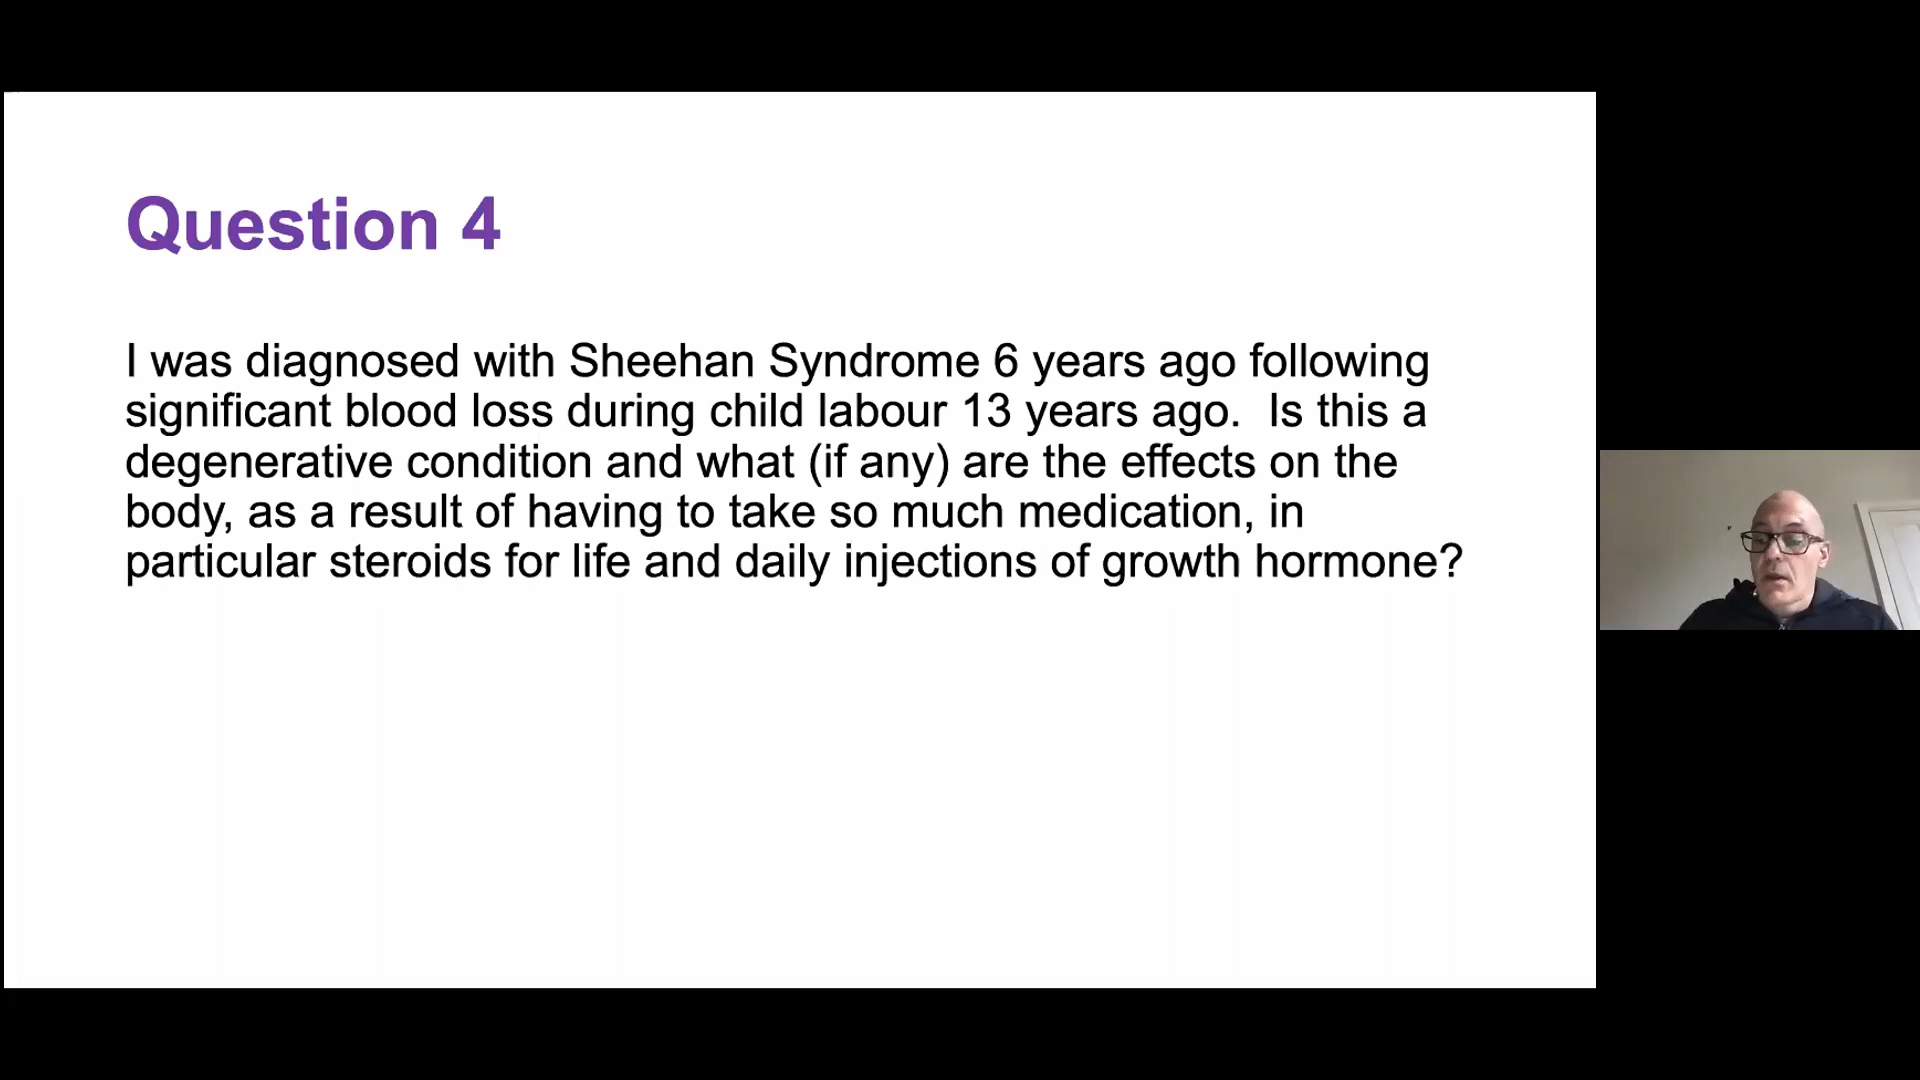 Question 4
I was diagnosed with Sheehan Syndrome 6 years ago following
significant blood loss during child labour 13 years ago.  Is this a
degenerative condition and what (if any) are the effects on the
body, as a result of having to take so much medication, in
particular steroids for life and daily injections of growth hormone?